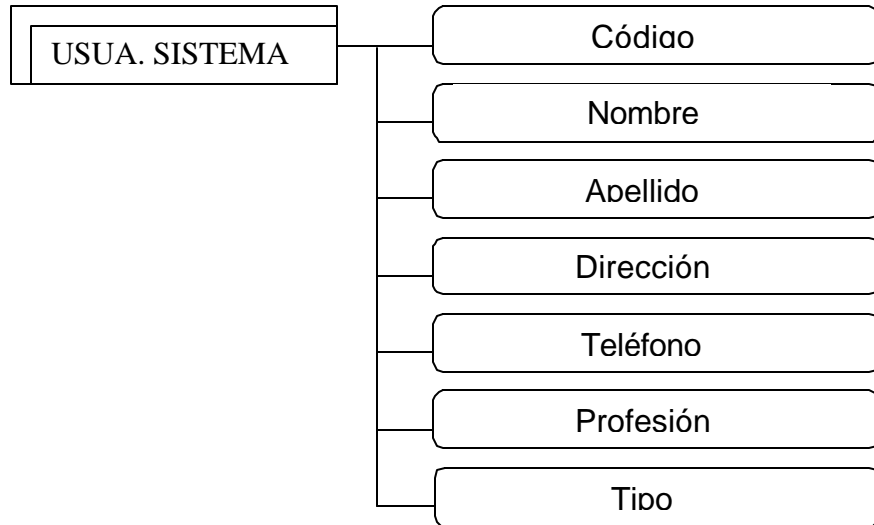 USUA. SISTEMA
Código
Nombre
Apellido
Dirección
Teléfono
Profesión
Tipo